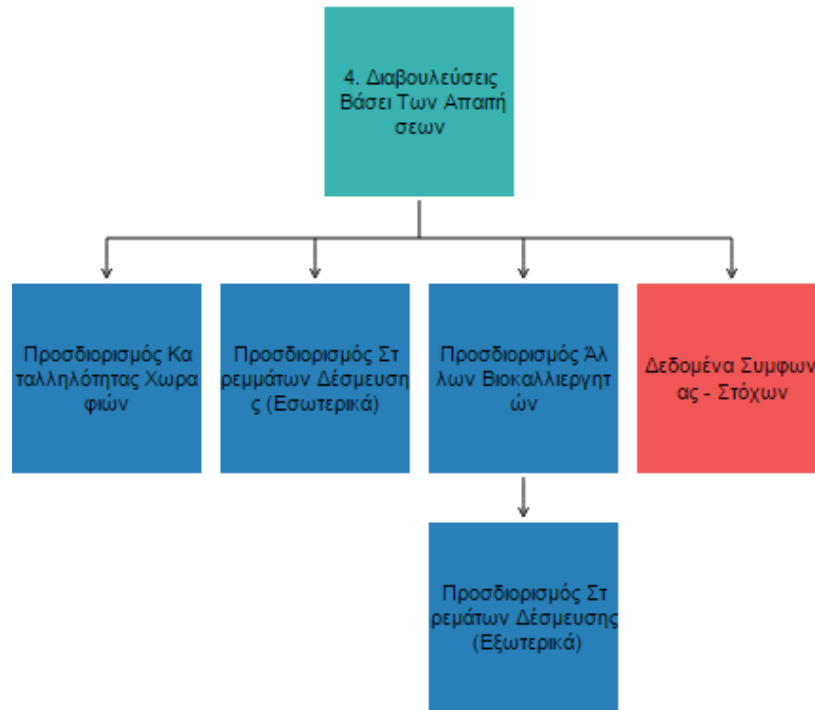 4. Διαβουλεύσεις
Βάσει Των Απαιτή
σεων
Προσδιορισμός Κα
ταλληλότητας Χωρα
φιών
Προσδιορισμός Στ
ρεμμάτων Δέσμευση
ς (Εσωτερικά)
Προσδιορισμός Άλ
λων Βιοκαλλιεργητ
ών
Δεδομένα Συμφων
ας - Στόχων
Προσδιορισμός Στ
ρεμάτων Δέσμευσης
(Εξωτερικά)